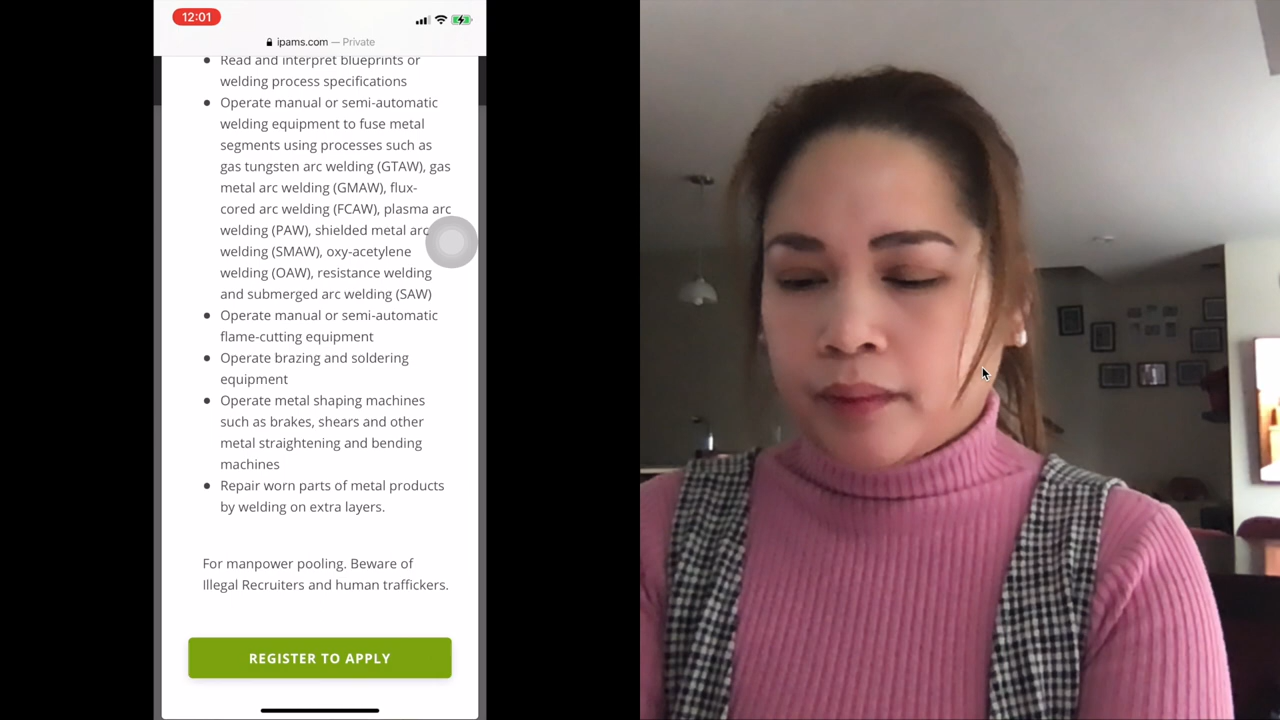 12:01
ipams.com — Private
Read and interpret blueprints or
welding process specifications
Operate manual or semi-automatic
welding equipment to fuse metal
segments using processes such as
gas tungsten arc welding (GTAW), gas
metal arc welding (GMAW), flux-
cored arc welding (FCAW), plasma arc
welding (PAW), shielded metal arc
welding (SMAW), oxy-acetylene
welding (OAW), resistance welding
and submerged arc welding (SAW)
Operate manual or semi-automatic
flame-cutting equipment
Operate brazing and soldering
equipment
Operate metal shaping machines
such as brakes, shears and other
metal straightening and bending
machines
Repair worn parts of metal products
by welding on extra layers.
For manpower pooling. Beware of
Illegal Recruiters and human traffickers.
REGISTER TO APPLY